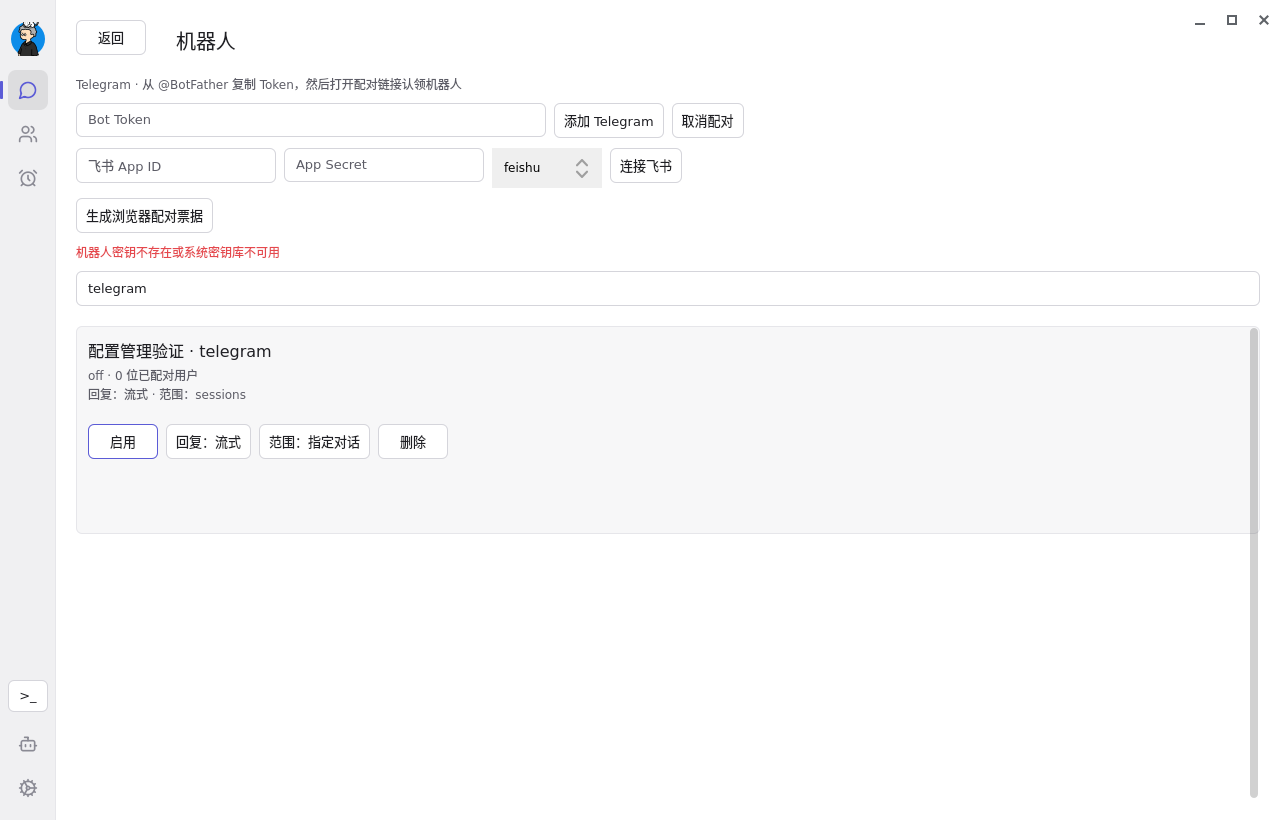 返回
机器人
Telegram · 从 @BotFather 复制 Token，然后打开配对链接认领机器人
Bot Token
添加 Telegram
取消配对
飞书 App ID
App Secret
feishu
连接飞书
生成浏览器配对票据
机器人密钥不存在或系统密钥库不可用
telegram
配置管理验证 · telegram
off · 0 位已配对用户
回复：流式 · 范围：sessions
启用
回复：流式
范围：指定对话
删除
>_